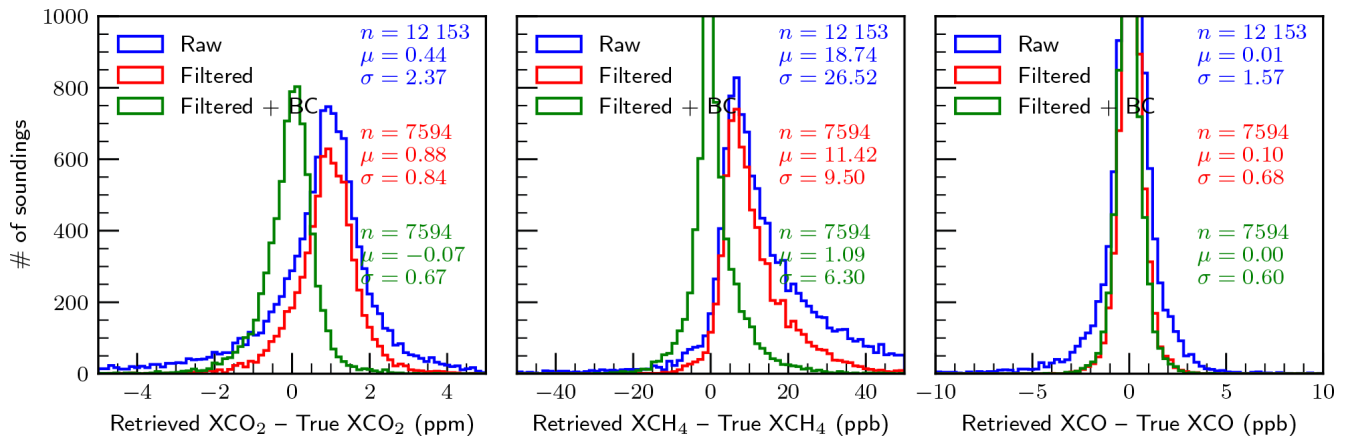 1000
800
600
400
200
0
# of soundings
Raw
Filtered
Filtered + BC
n = 12 153
μ = 0.44
σ = 2.37
n = 7594
μ = 0.88
σ = 0.84
n = 7594
μ = −0.07
σ = 0.67
−4 −2 0 2 4
Retrieved XCO₂ – True XCO₂ (ppm)
Raw
Filtered
Filtered + BC
n = 12 153
μ = 18.74
σ = 26.52
n = 7594
μ = 11.42
σ = 9.50
n = 7594
μ = 1.09
σ = 6.30
−40 −20 0 20 40
Retrieved XCH₄ – True XCH₄ (ppb)
Raw
Filtered
Filtered + BC
n = 12 153
μ = 0.01
σ = 1.57
n = 7594
μ = 0.10
σ = 0.68
n = 7594
μ = 0.00
σ = 0.60
−10 −5 0 5 10
Retrieved XCO – True XCO (ppb)